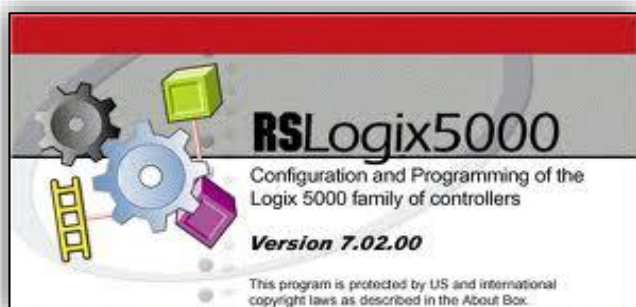 RSLogix5000
Configuration and Programming of the
Logix 5000 family of controllers
Version 7.02.00
This program is protected by US and international
copyright laws as described in the About Box.